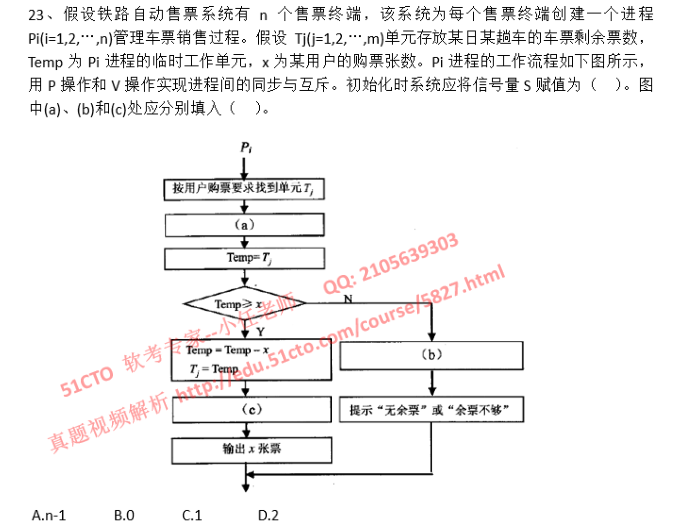 23、假设铁路自动售票系统有 n 个售票终端，该系统为每个售票终端创建一个进程
Pi(i=1,2,…,n)管理车票销售过程。假设 Tj(j=1,2,…,m)单元存放某日某趟车的车票剩余票数，
Temp 为 Pi 进程的临时工作单元，x 为某用户的购票张数。Pi 进程的工作流程如下图所示，
用 P 操作和 V 操作实现进程间的同步与互斥。初始化时系统应将信号量 S 赋值为（　）。图
中(a)、(b)和(c)处应分别填入（　）。
Pi
按用户购票要求找到单元Tj
（a）
Temp=Tj
Temp≥x
N
Y
Temp = Temp − x
Tj = Temp
（b）
（c）
提示“无余票”或“余票不够”
输出 x 张票
51CTO 软考专家--小任老师 QQ: 2105639303
真题视频解析 http://edu.51cto.com/course/5827.html
A.n-1 B.0 C.1 D.2